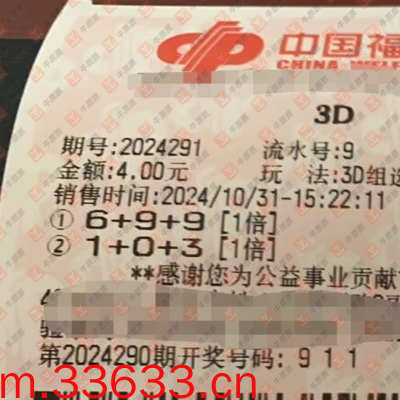 中国福
CHINA WELF
3D
期号:2024291 流水号:9
金额:4.00元 玩 法:3D组选
销售时间:2024/10/31-15:22:11
① 6+9+9 [1倍]
② 1+0+3 [1倍]
**感谢您为公益事业贡献
验
第2024290期开奖号码: 9 1 1
m.33633.cn